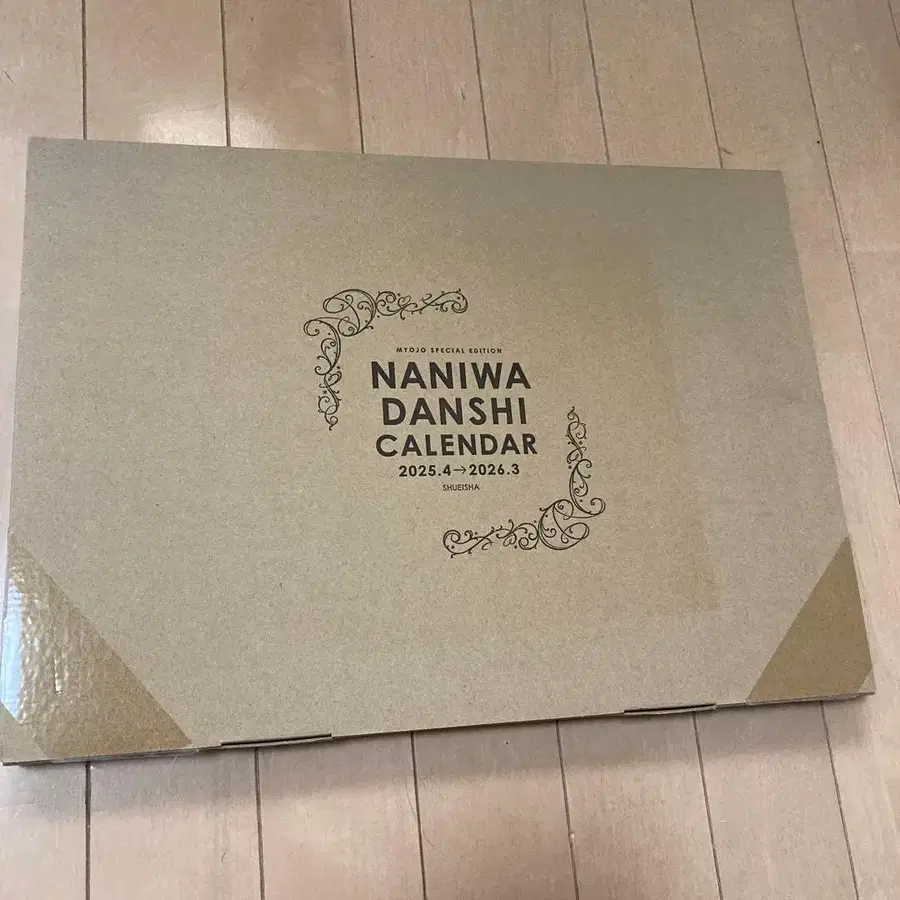 MYOJO SPECIAL EDITION
NANIWA
DANSHI
CALENDAR
2025.4→2026.3
SHUEISHA